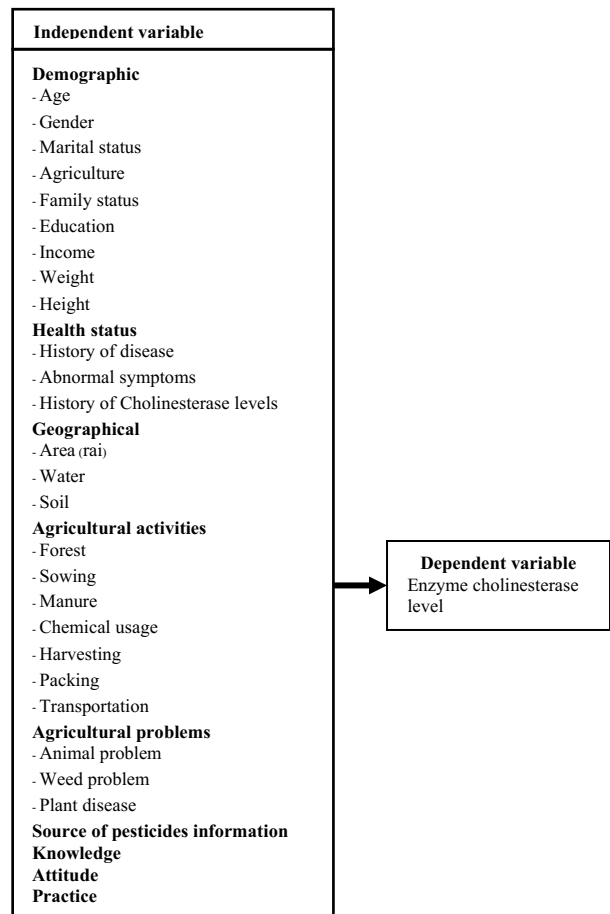 Independent variable
Demographic
- Age
- Gender
- Marital status
- Agriculture
- Family status
- Education
- Income
- Weight
- Height
Health status
- History of disease
- Abnormal symptoms
- History of Cholinesterase levels
Geographical
- Area (rai)
- Water
- Soil
Agricultural activities
- Forest
- Sowing
- Manure
- Chemical usage
- Harvesting
- Packing
- Transportation
Agricultural problems
- Animal problem
- Weed problem
- Plant disease
Source of pesticides information
Knowledge
Attitude
Practice
Dependent variable
Enzyme cholinesterase
level